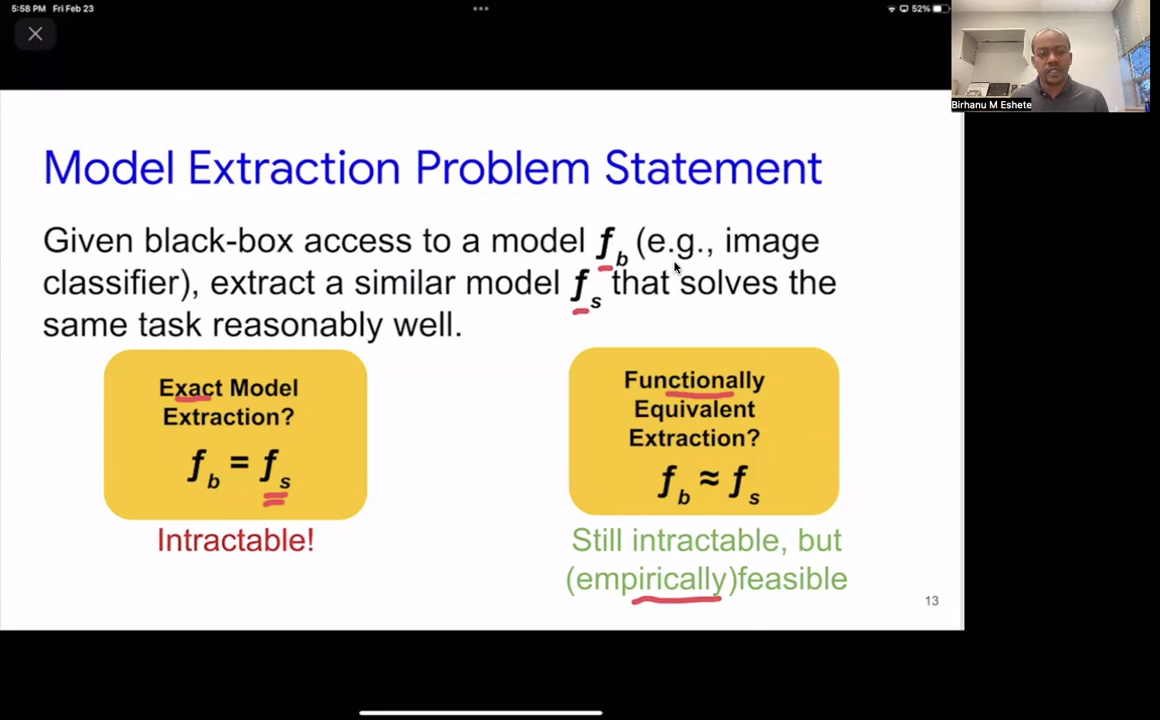 5:58 PM Fri Feb 23
52%
Birhanu M Eshete
Model Extraction Problem Statement
Given black-box access to a model f b (e.g., image
classifier), extract a similar model f s that solves the
same task reasonably well.
Exact Model
Extraction?
f b = f s
Intractable!
Functionally
Equivalent
Extraction?
f b ≈ f s
Still intractable, but
(empirically)feasible
13